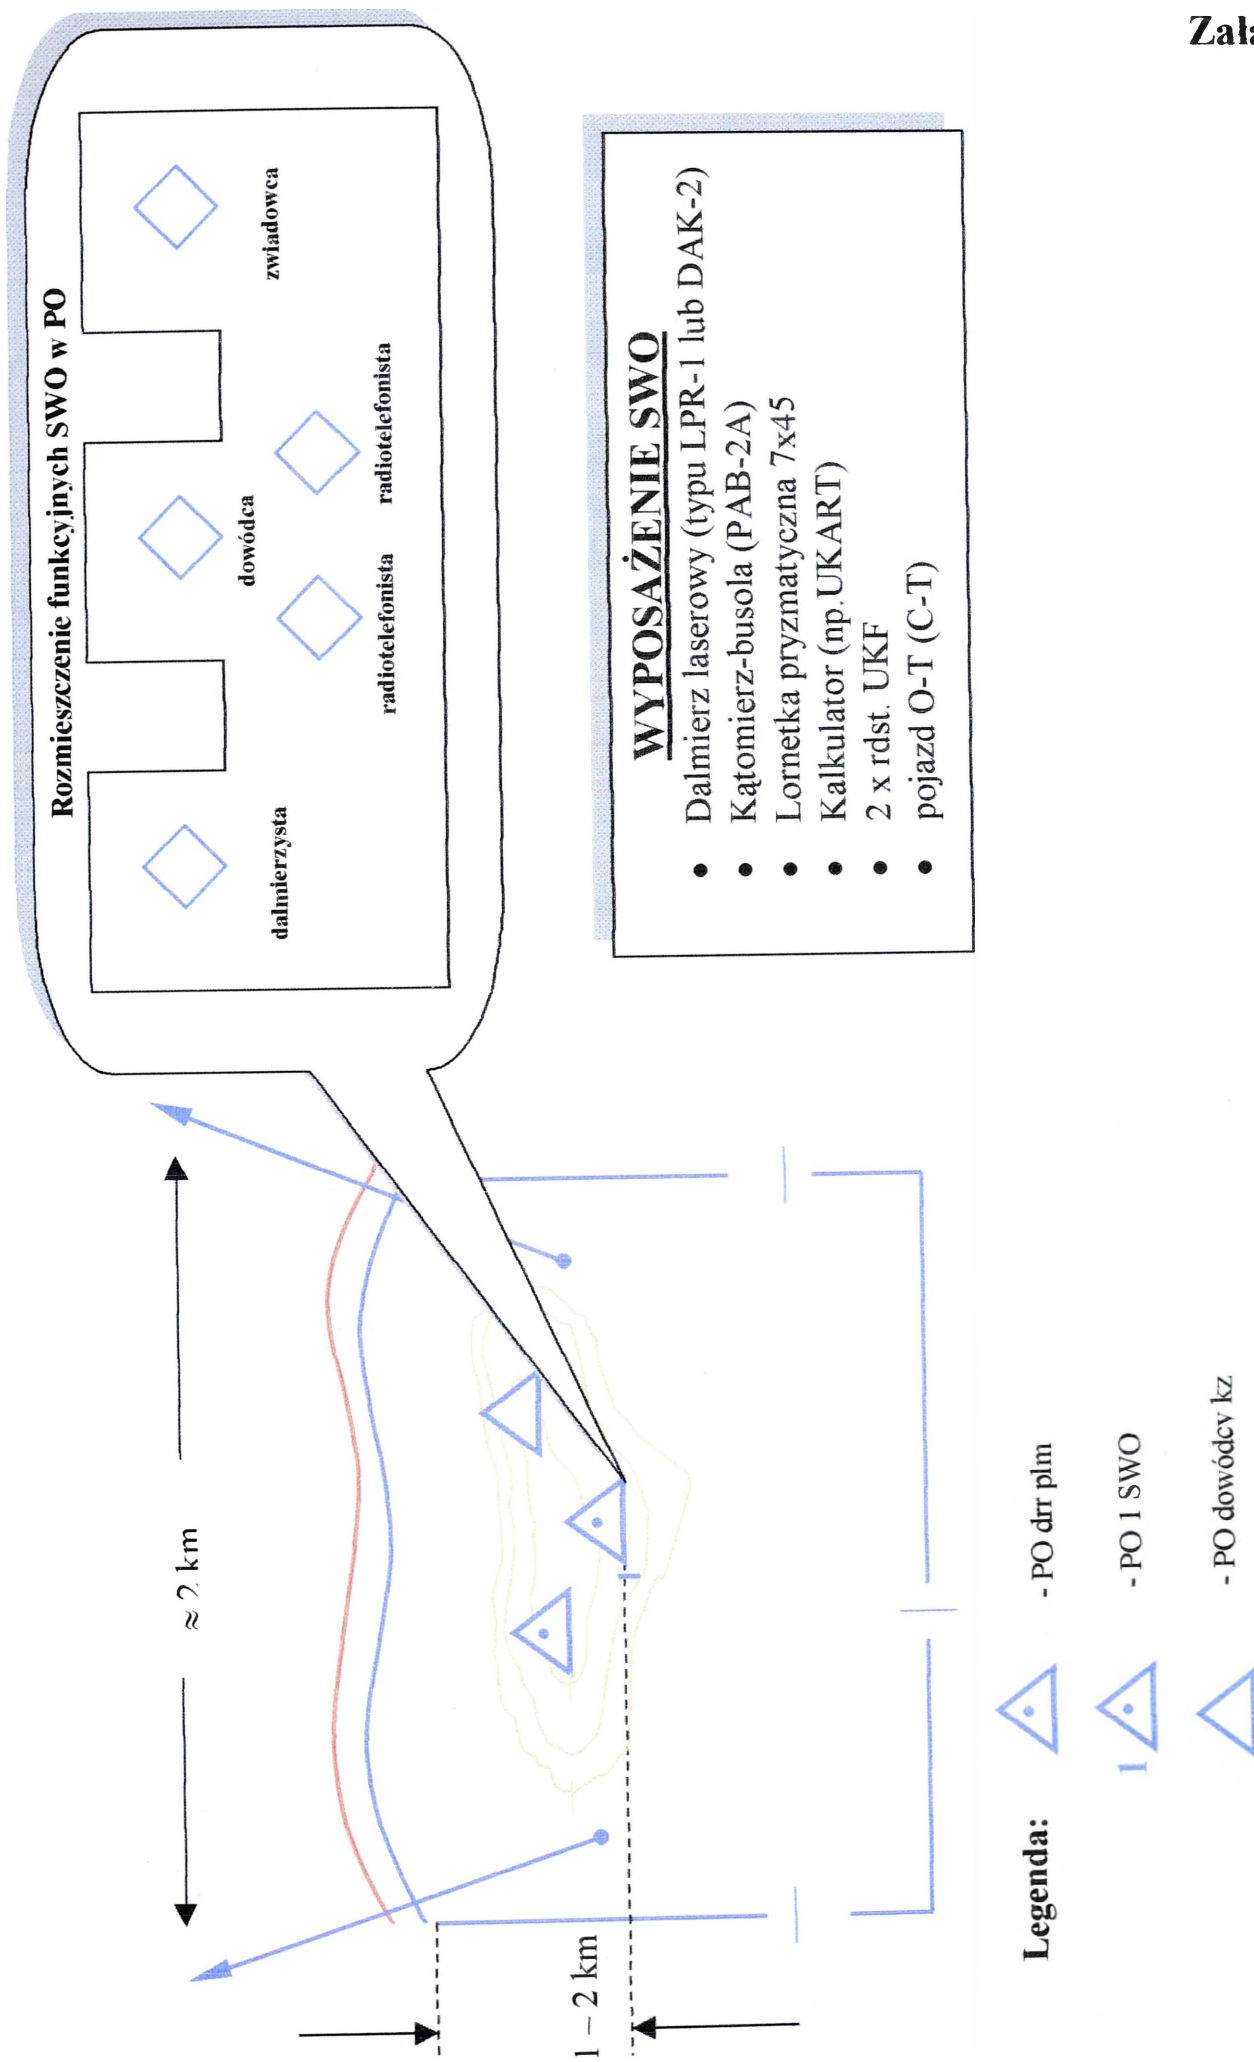 Zała
Rozmieszczenie funkcyjnych SWO w PO
dalmierzysta
dowódca
zwiadowca
radiotelefonista
radiotelefonista
WYPOSAŻENIE SWO
• Dalmierz laserowy (typu LPR-1 lub DAK-2)
• Kątomierz-busola (PAB-2A)
• Lornetka pryzmatyczna 7x45
• Kalkulator (np.UKART)
• 2 x rdst. UKF
• pojazd O-T (C-T)
≈ 2 km
1 – 2 km
1
Legenda:
- PO drr plm
1 - PO 1 SWO
- PO dowódcy kz